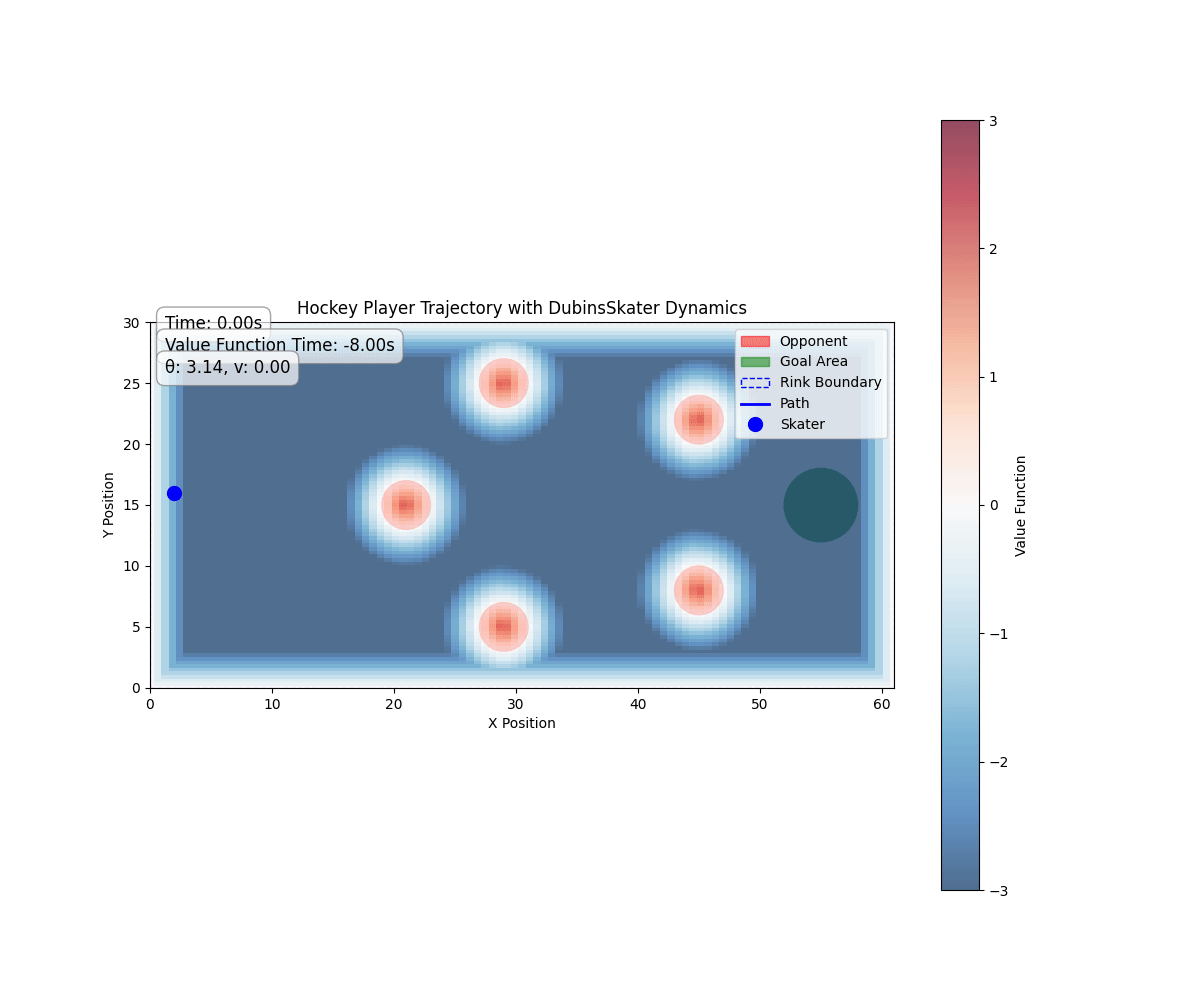 Hockey Player Trajectory with DubinsSkater Dynamics
Time: 0.00s
Value Function Time: -8.00s
θ: 3.14, v: 0.00
Opponent
Goal Area
Rink Boundary
Path
Skater
30
25
20
15
10
5
0
Y Position
0 10 20 30 40 50 60
X Position
3
2
1
0
−1
−2
−3
Value Function